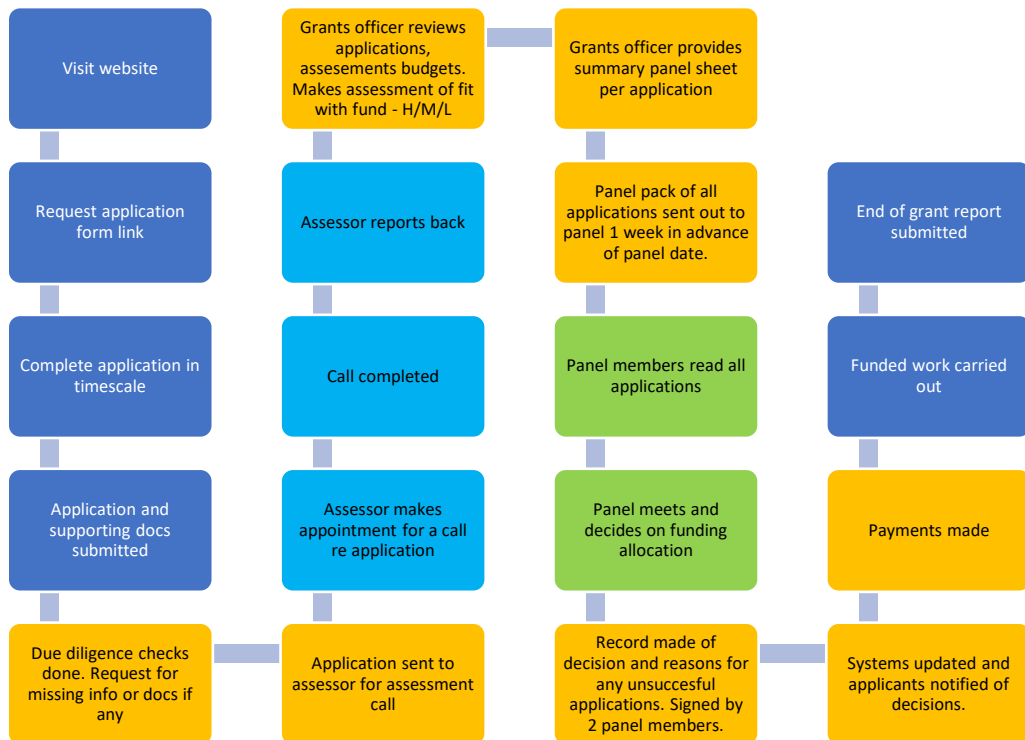 Visit website
Request application
form link
Complete application in
timescale
Application and
supporting docs
submitted
Due diligence checks
done. Request for
missing info or docs if
any
Application sent to
assessor for assessment
call
Assessor makes
appointment for a call
re application
Call completed
Assessor reports back
Grants officer reviews
applications,
assesements budgets.
Makes assessment of fit
with fund - H/M/L
Grants officer provides
summary panel sheet
per application
Panel pack of all
applications sent out to
panel 1 week in advance
of panel date.
Panel members read all
applications
Panel meets and
decides on funding
allocation
Record made of
decision and reasons for
any unsuccesful
applications. Signed by
2 panel members.
Systems updated and
applicants notified of
decisions.
Payments made
Funded work carried
out
End of grant report
submitted